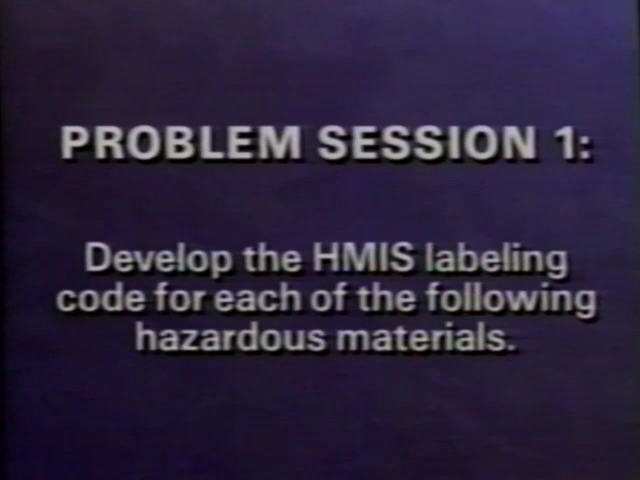 PROBLEM SESSION 1:
Develop the HMIS labeling
code for each of the following
hazardous materials.